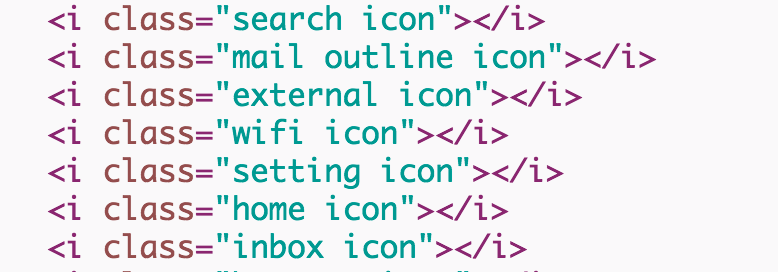 <i class="search icon"></i>
<i class="mail outline icon"></i>
<i class="external icon"></i>
<i class="wifi icon"></i>
<i class="setting icon"></i>
<i class="home icon"></i>
<i class="inbox icon"></i>